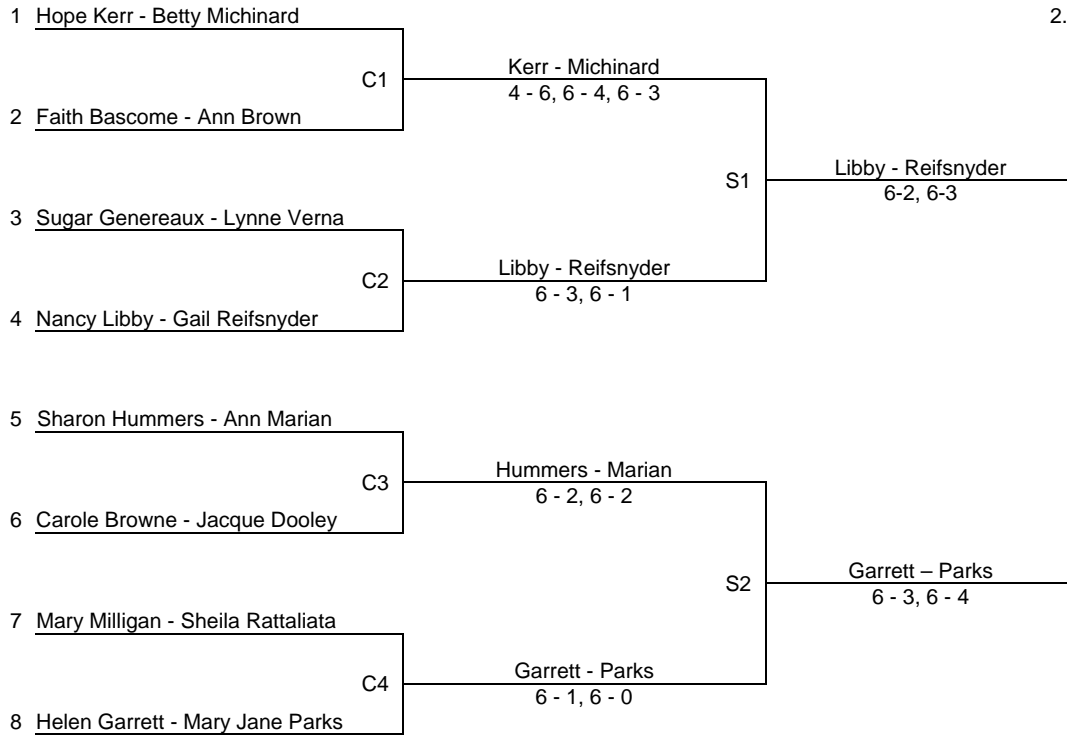 1 Hope Kerr - Betty Michinard
2.
Kerr - Michinard
C1
4 - 6, 6 - 4, 6 - 3
2 Faith Bascome - Ann Brown
Libby - Reifsnyder
S1
6-2, 6-3
3 Sugar Genereaux - Lynne Verna
Libby - Reifsnyder
C2
6 - 3, 6 - 1
4 Nancy Libby - Gail Reifsnyder
5 Sharon Hummers - Ann Marian
Hummers - Marian
C3
6 - 2, 6 - 2
6 Carole Browne - Jacque Dooley
Garrett – Parks
S2
6 - 3, 6 - 4
7 Mary Milligan - Sheila Rattaliata
Garrett - Parks
C4
6 - 1, 6 - 0
8 Helen Garrett - Mary Jane Parks